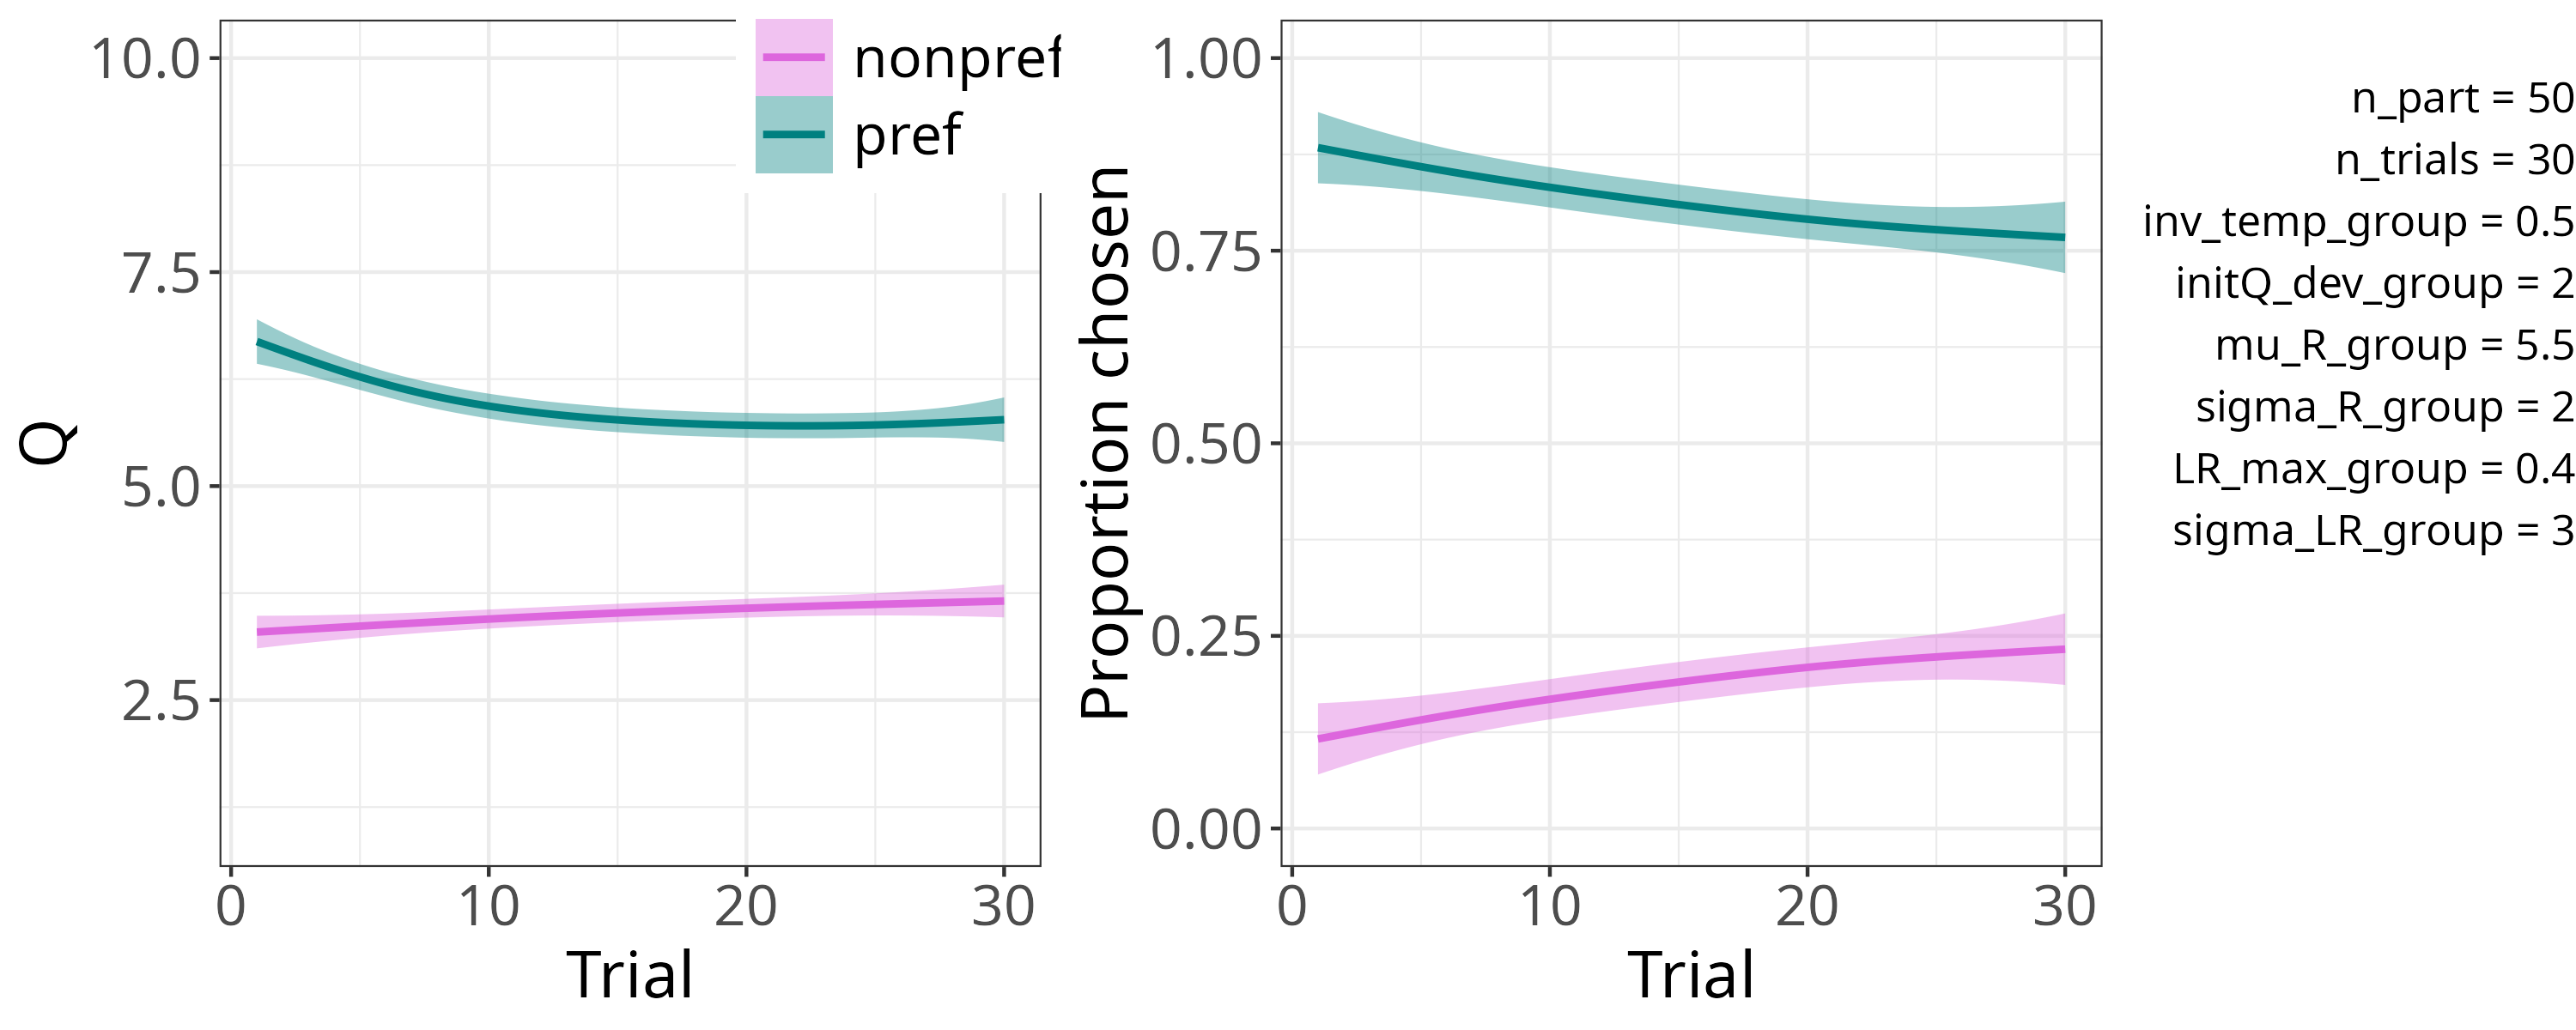 Q
10.0
7.5
5.0
2.5
0 10 20 30
Trial
nonpref
pref
Proportion chosen
1.00
0.75
0.50
0.25
0.00
0 10 20 30
Trial
n_part = 50
n_trials = 30
inv_temp_group = 0.5
initQ_dev_group = 2
mu_R_group = 5.5
sigma_R_group = 2
LR_max_group = 0.4
sigma_LR_group = 3